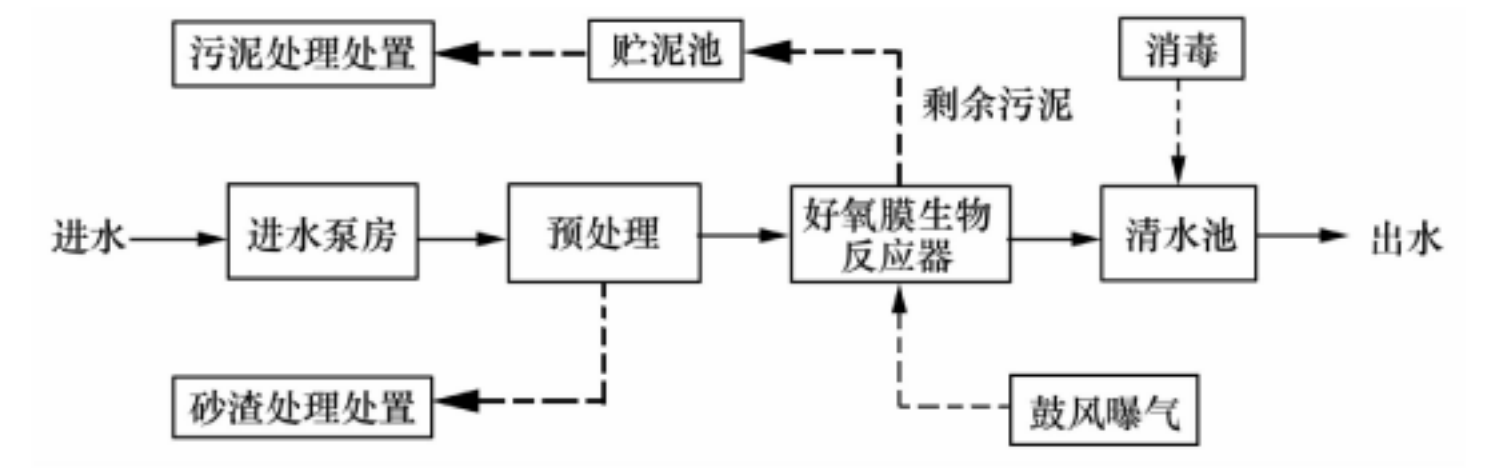 污泥处理处置
贮泥池
消毒
剩余污泥
进水
进水泵房
预处理
好氧膜生物
反应器
清水池
出水
砂渣处理处置
鼓风曝气